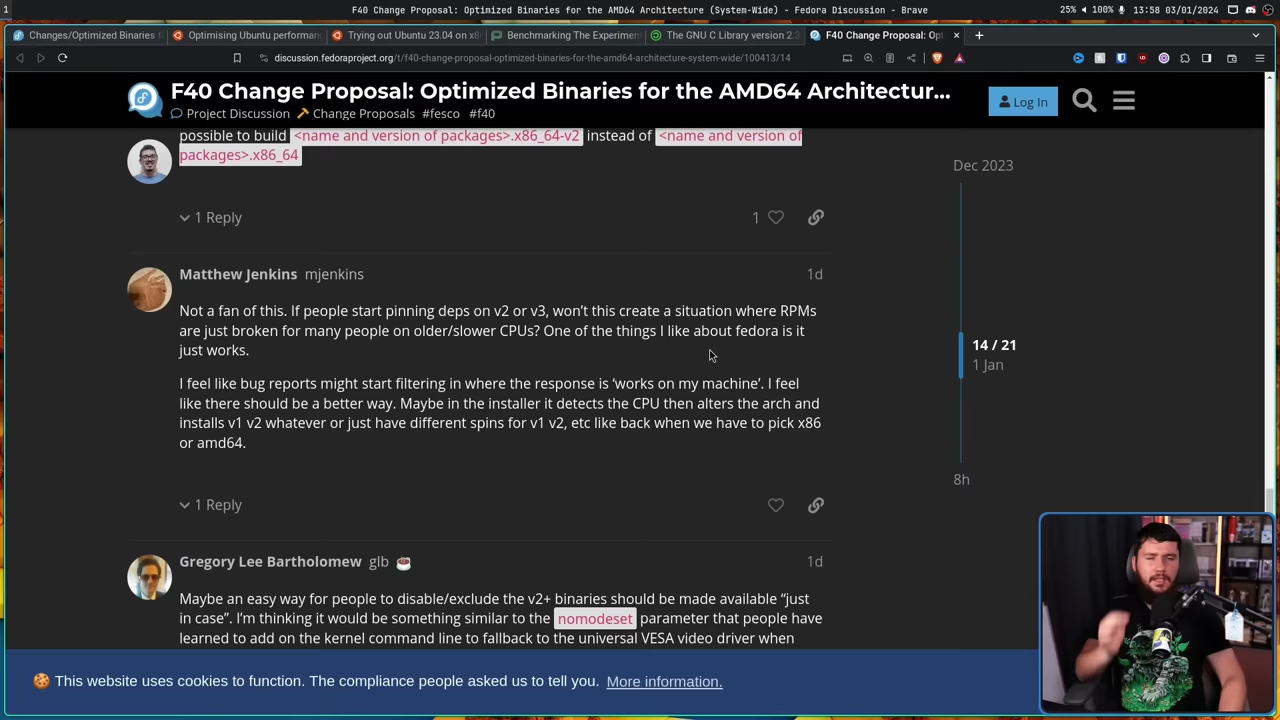 1
F40 Change Proposal: Optimized Binaries for the AMD64 Architecture (System-Wide) - Fedora Discussion - Brave
25%
100%
13:58 03/01/2024
Changes/Optimized Binaries f
Optimising Ubuntu performan
Trying out Ubuntu 23.04 on x8
Benchmarking The Experimen
The GNU C Library version 2.3
F40 Change Proposal: Opt
discussion.fedoraproject.org/t/f40-change-proposal-optimized-binaries-for-the-amd64-architecture-system-wide/100413/14
F40 Change Proposal: Optimized Binaries for the AMD64 Architectur...
Project Discussion Change Proposals #fesco #f40
Log In
possible to build <name and version of packages>.x86_64-v2 instead of <name and version of
packages>.x86_64
1 Reply
1
Dec 2023
Matthew Jenkins mjenkins
1d
Not a fan of this. If people start pinning deps on v2 or v3, won’t this create a situation where RPMs
are just broken for many people on older/slower CPUs? One of the things I like about fedora is it
just works.
I feel like bug reports might start filtering in where the response is ‘works on my machine’. I feel
like there should be a better way. Maybe in the installer it detects the CPU then alters the arch and
installs v1 v2 whatever or just have different spins for v1 v2, etc like back when we have to pick x86
or amd64.
14 / 21
1 Jan
8h
1 Reply
Gregory Lee Bartholomew glb
1d
Maybe an easy way for people to disable/exclude the v2+ binaries should be made available “just
in case”. I’m thinking it would be something similar to the nomodeset parameter that people have
learned to add on the kernel command line to fallback to the universal VESA video driver when
This website uses cookies to function. The compliance people asked us to tell you. More information.